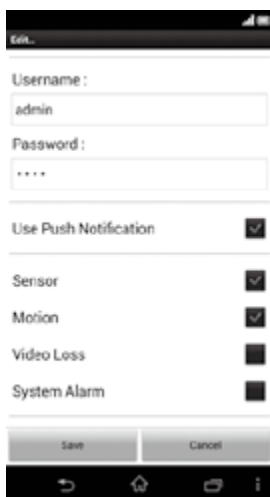 Edit..
Username :
admin
Password :
• • • •
Use Push Notification
Sensor
Motion
Video Loss
System Alarm
Save
Cancel